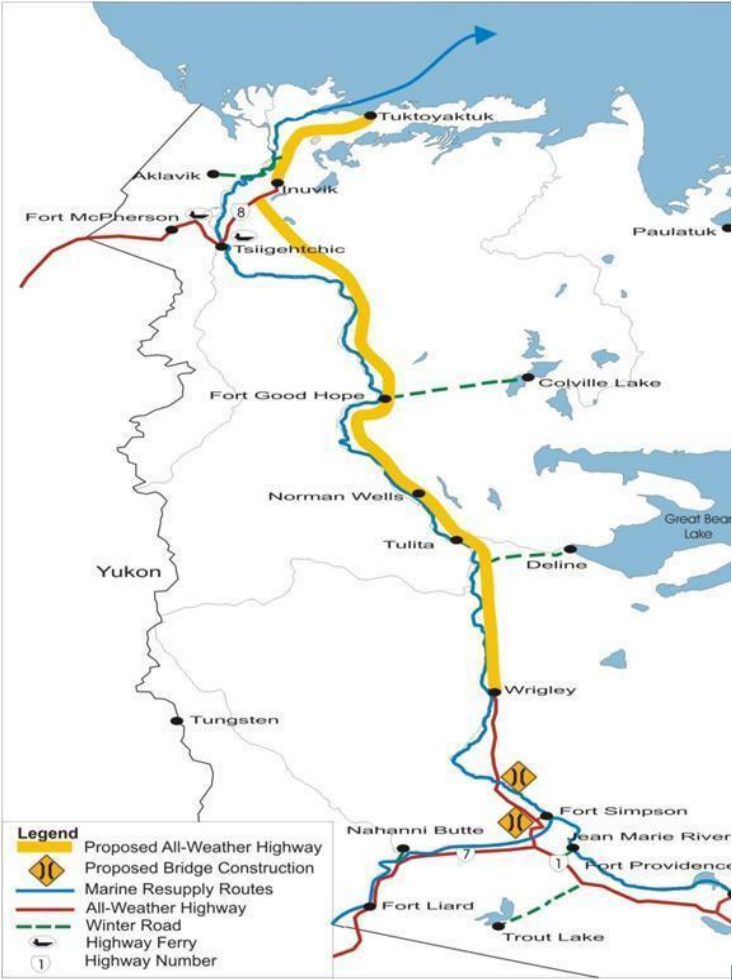 Tuktoyaktuk
Aklavik
Inuvik
Fort McPherson
8
Tsiigehtchic
Paulatuk
Colville Lake
Fort Good Hope
Norman Wells
Great Bear
Lake
Tulita
Deline
Yukon
Wrigley
Tungsten
Fort Simpson
Nahanni Butte
Jean Marie River
7
1
Fort Providence
Fort Liard
Trout Lake
Legend
Proposed All-Weather Highway
Proposed Bridge Construction
Marine Resupply Routes
All-Weather Highway
Winter Road
Highway Ferry
1
Highway Number